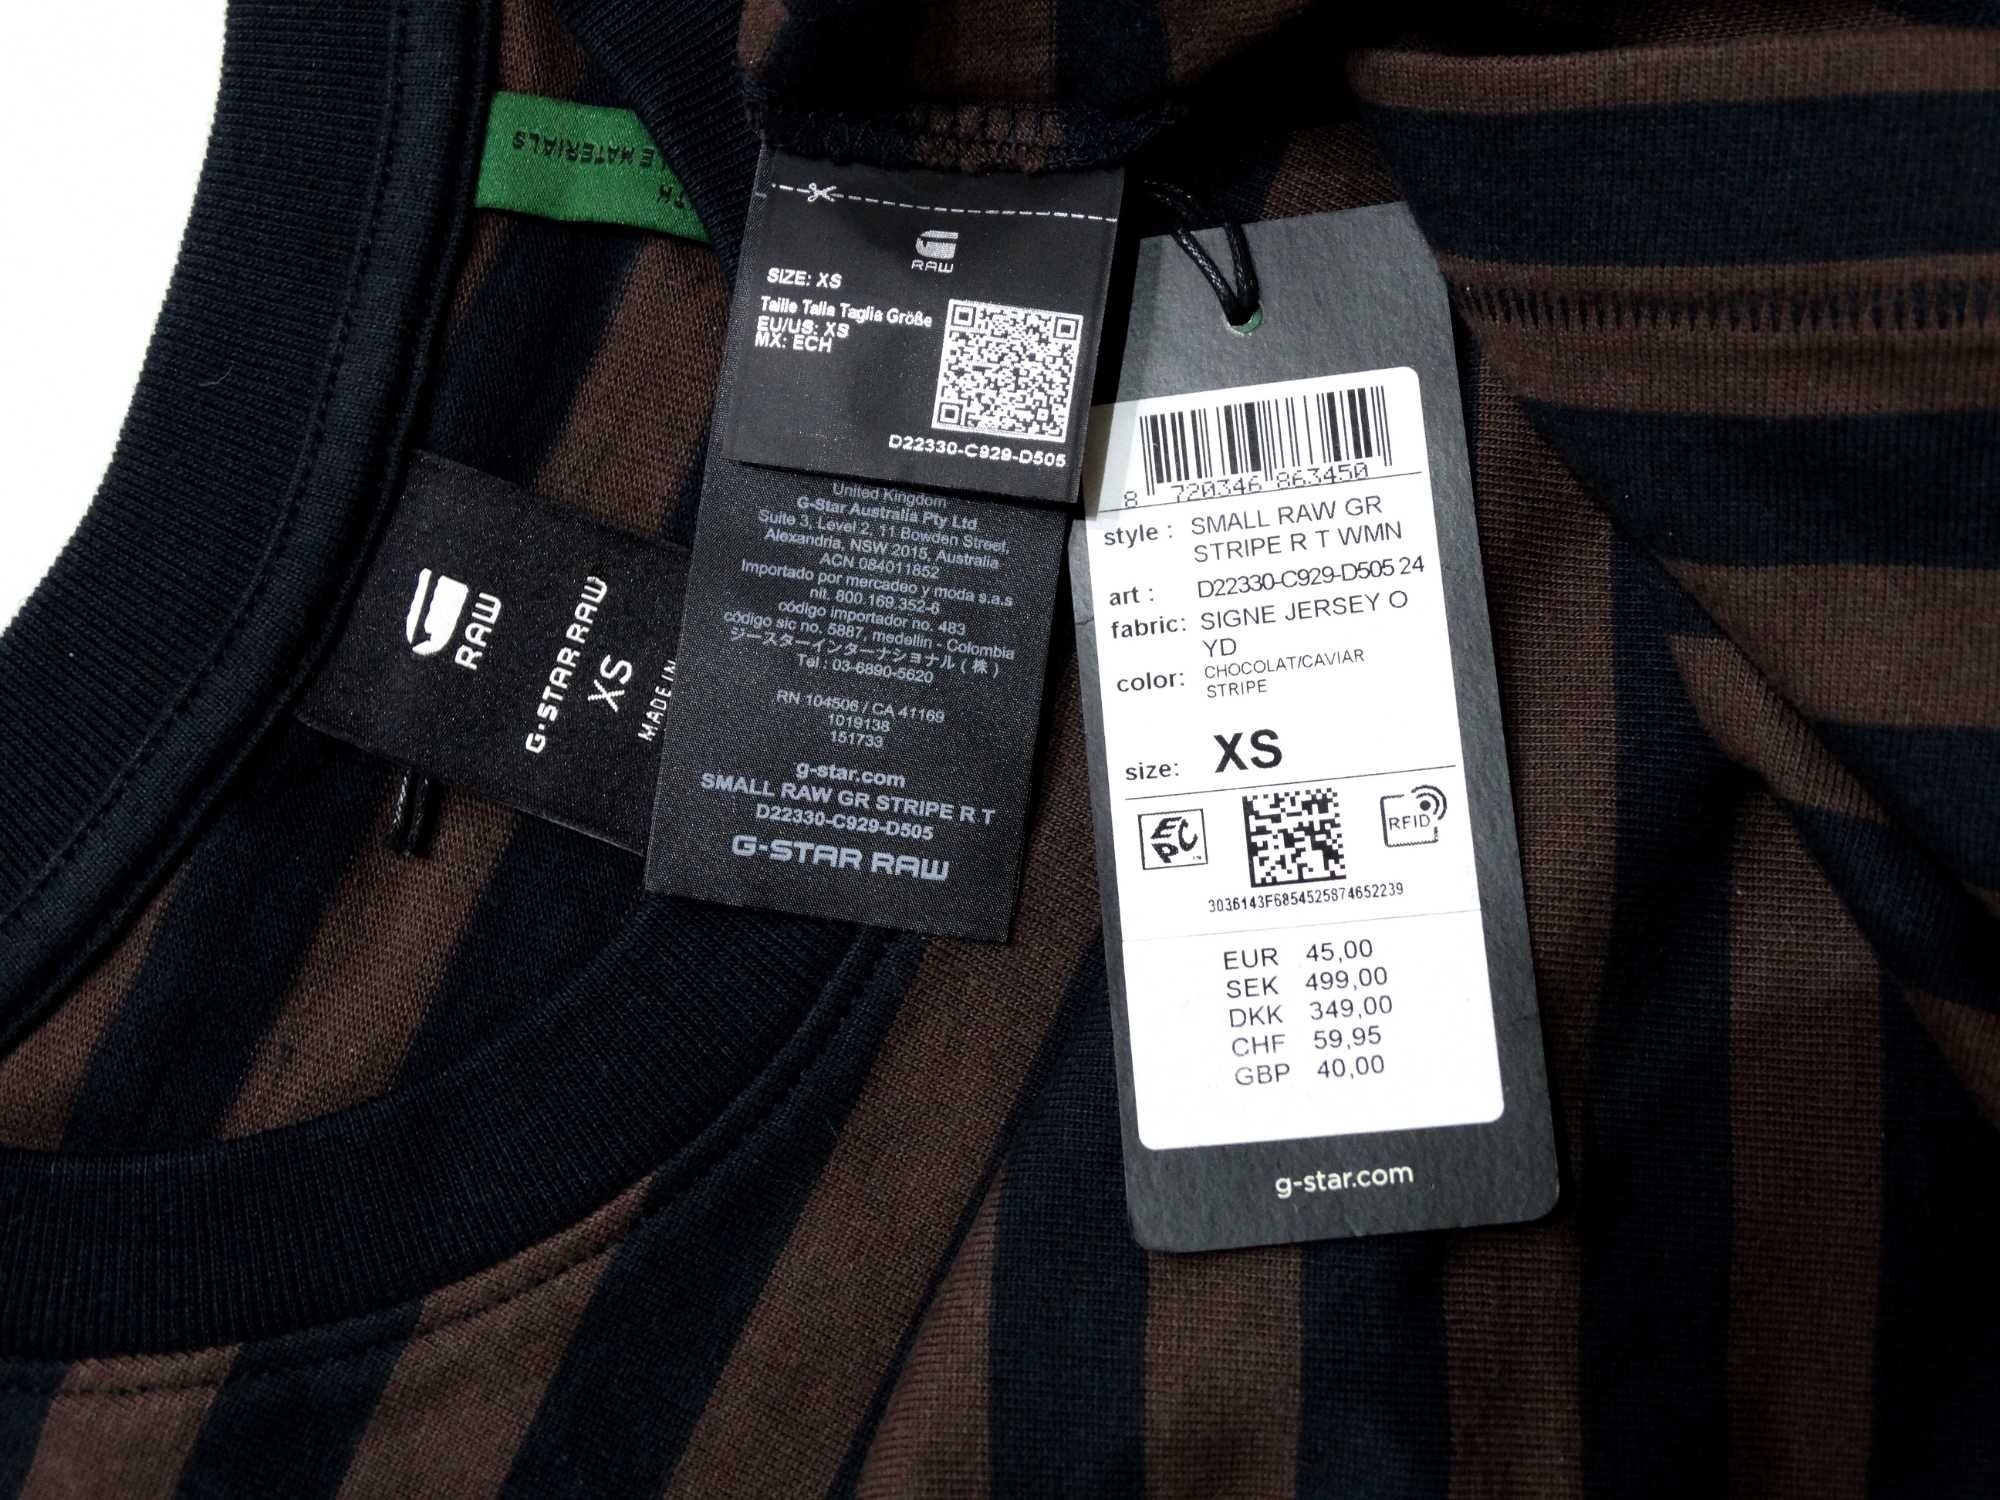 LE MATERIALS
RAW
SIZE: XS
Taille Talla Taglia Größe
EU/US: XS
MX: ECH
D22330-C929-D505
RAW
G-STAR RAW
XS
MADE IN
United Kingdom
G-Star Australia Pty Ltd
Suite 3, Level 2, 11 Bowden Street,
Alexandria, NSW 2015, Australia
ACN 084011852
Importado por mercadeo y moda s.a.s
nit. 800.169.352-6
código importador no. 483
código sic no. 5887, medellin - Colombia
ジースターインターナショナル(株)
Tel : 03-6890-5620
RN 104506 / CA 41169
1019138
151733
g-star.com
SMALL RAW GR STRIPE R T
D22330-C929-D505
G-STAR RAW
8 720346 863450
style : SMALL RAW GR
STRIPE R T WMN
art : D22330-C929-D505 24
fabric: SIGNE JERSEY O
YD
color: CHOCOLAT/CAVIAR
STRIPE
size: XS
EPC
RFID
3036143F6854525874652239
EUR 45,00
SEK 499,00
DKK 349,00
CHF 59,95
GBP 40,00
g-star.com